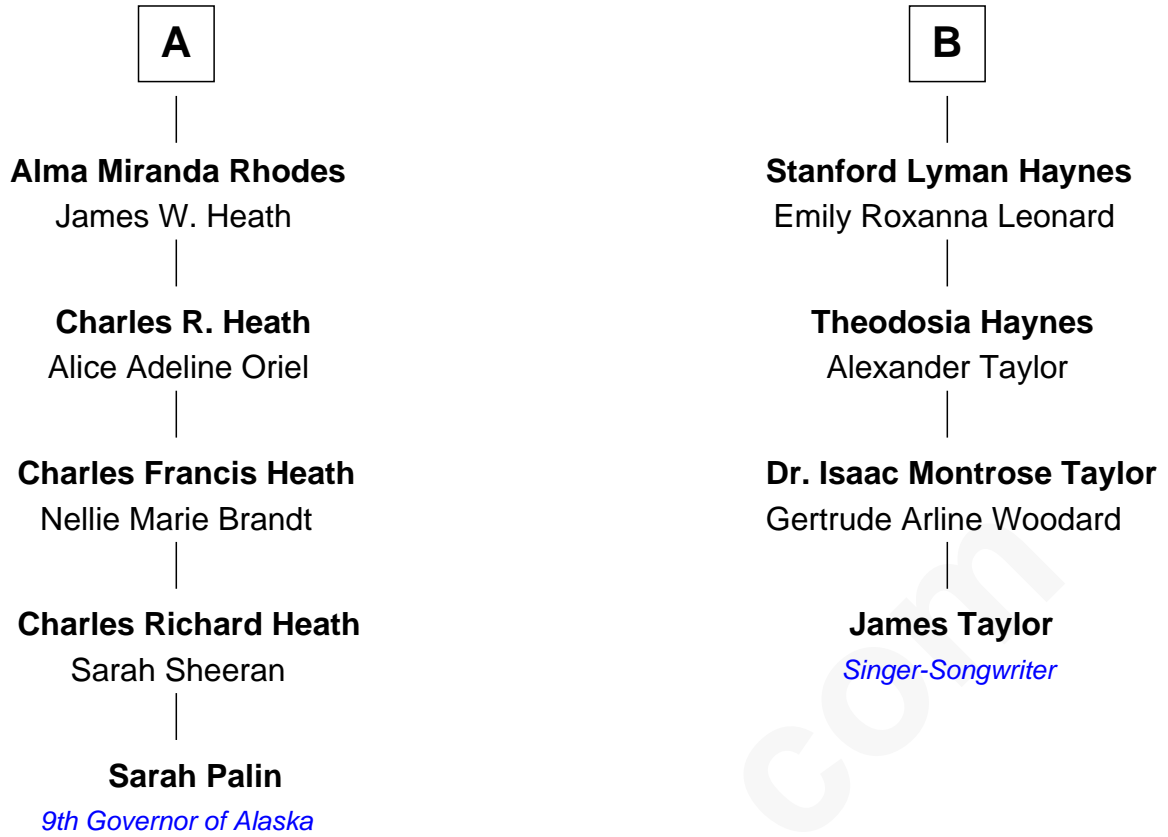 A
Alma Miranda Rhodes
James W. Heath
Charles R. Heath
Alice Adeline Oriel
Charles Francis Heath
Nellie Marie Brandt
Charles Richard Heath
Sarah Sheeran
Sarah Palin
9th Governor of Alaska
B
Stanford Lyman Haynes
Emily Roxanna Leonard
Theodosia Haynes
Alexander Taylor
Dr. Isaac Montrose Taylor
Gertrude Arline Woodard
James Taylor
Singer-Songwriter
com